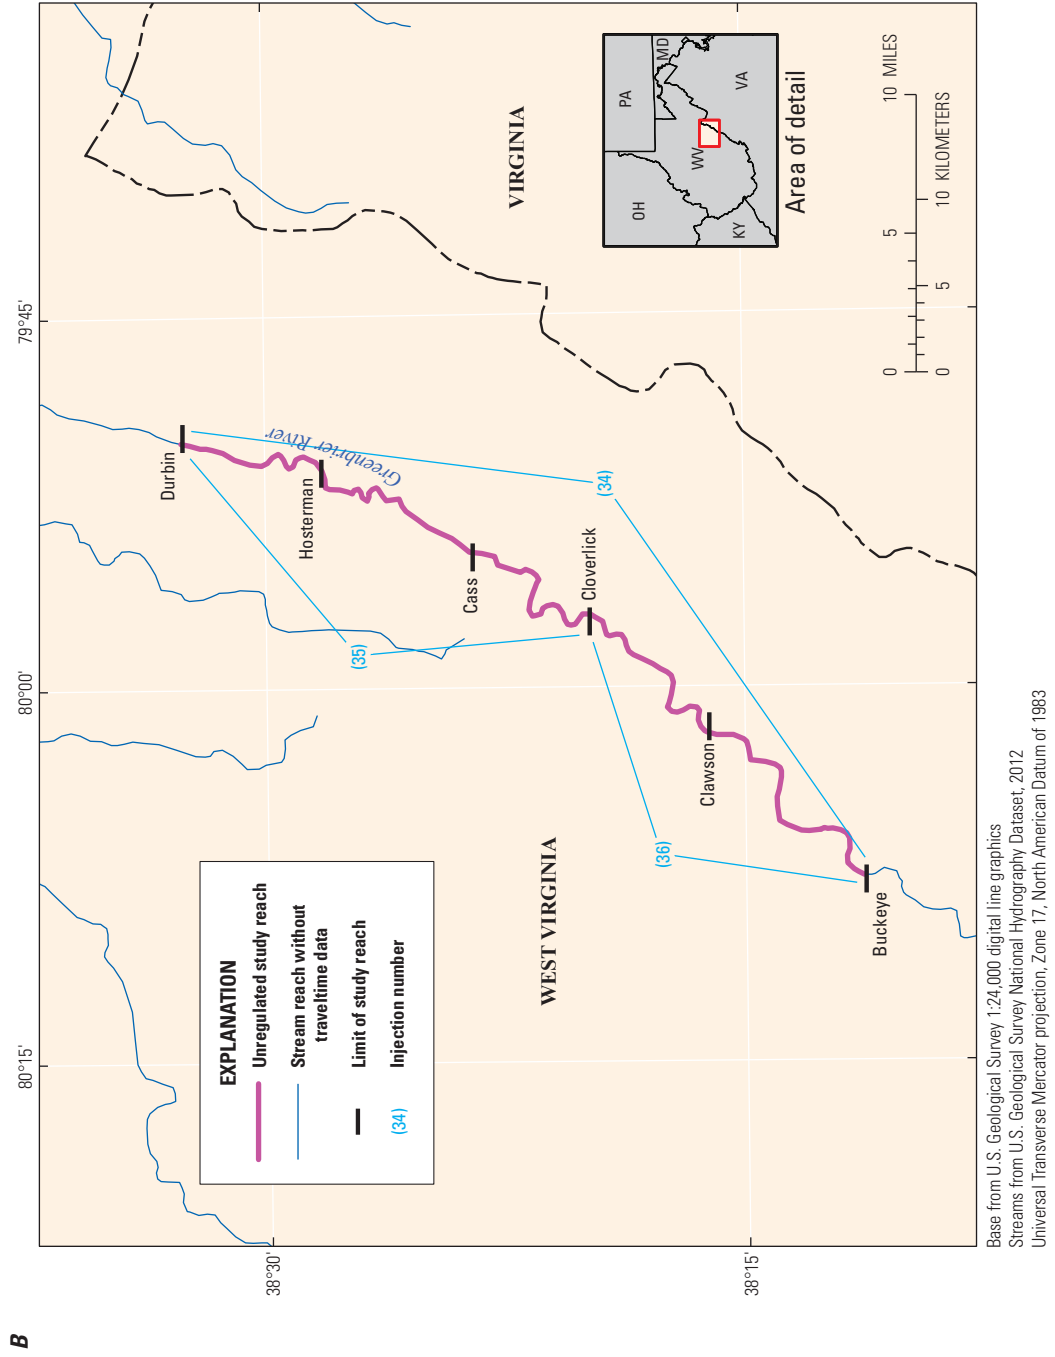 B
80°15'
80°00'
79°45'
38°30'
38°15'
EXPLANATION
Unregulated study reach
Stream reach without
traveltime data
Limit of study reach
(34)
Injection number
Durbin
Hosterman
Greenbrier River
Cass
Cloverlick
Clawson
Buckeye
(35)
(34)
(36)
WEST VIRGINIA
VIRGINIA
PA
MD
OH
WV
VA
KY
Area of detail
0
5
10 MILES
0
5
10 KILOMETERS
Base from U.S. Geological Survey 1:24,000 digital line graphics
Streams from U.S. Geological Survey National Hydrography Dataset, 2012
Universal Transverse Mercator projection, Zone 17, North American Datum of 1983